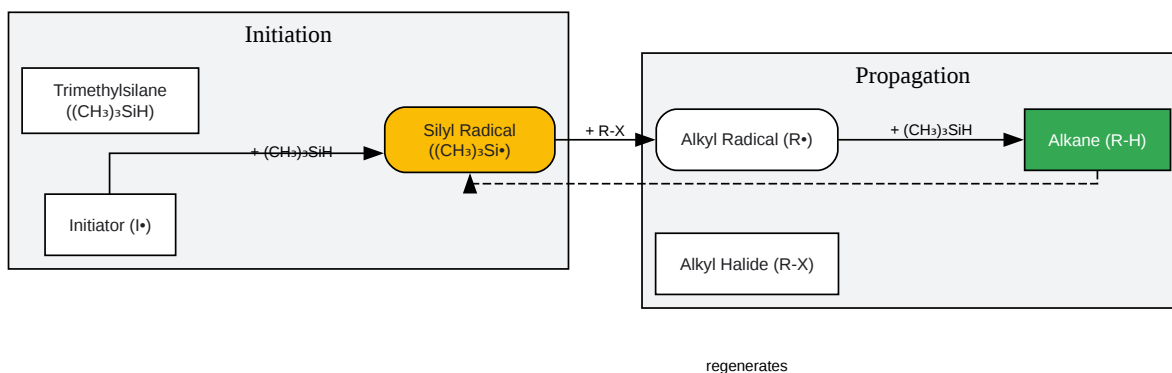 Initiation
Trimethylsilane
((CH₃)₃SiH)
+ (CH₃)₃SiH
Silyl Radical
((CH₃)₃Si•)
Initiator (I•)
+ R-X
Propagation
Alkyl Radical (R•)
+ (CH₃)₃SiH
Alkane (R-H)
Alkyl Halide (R-X)
regenerates